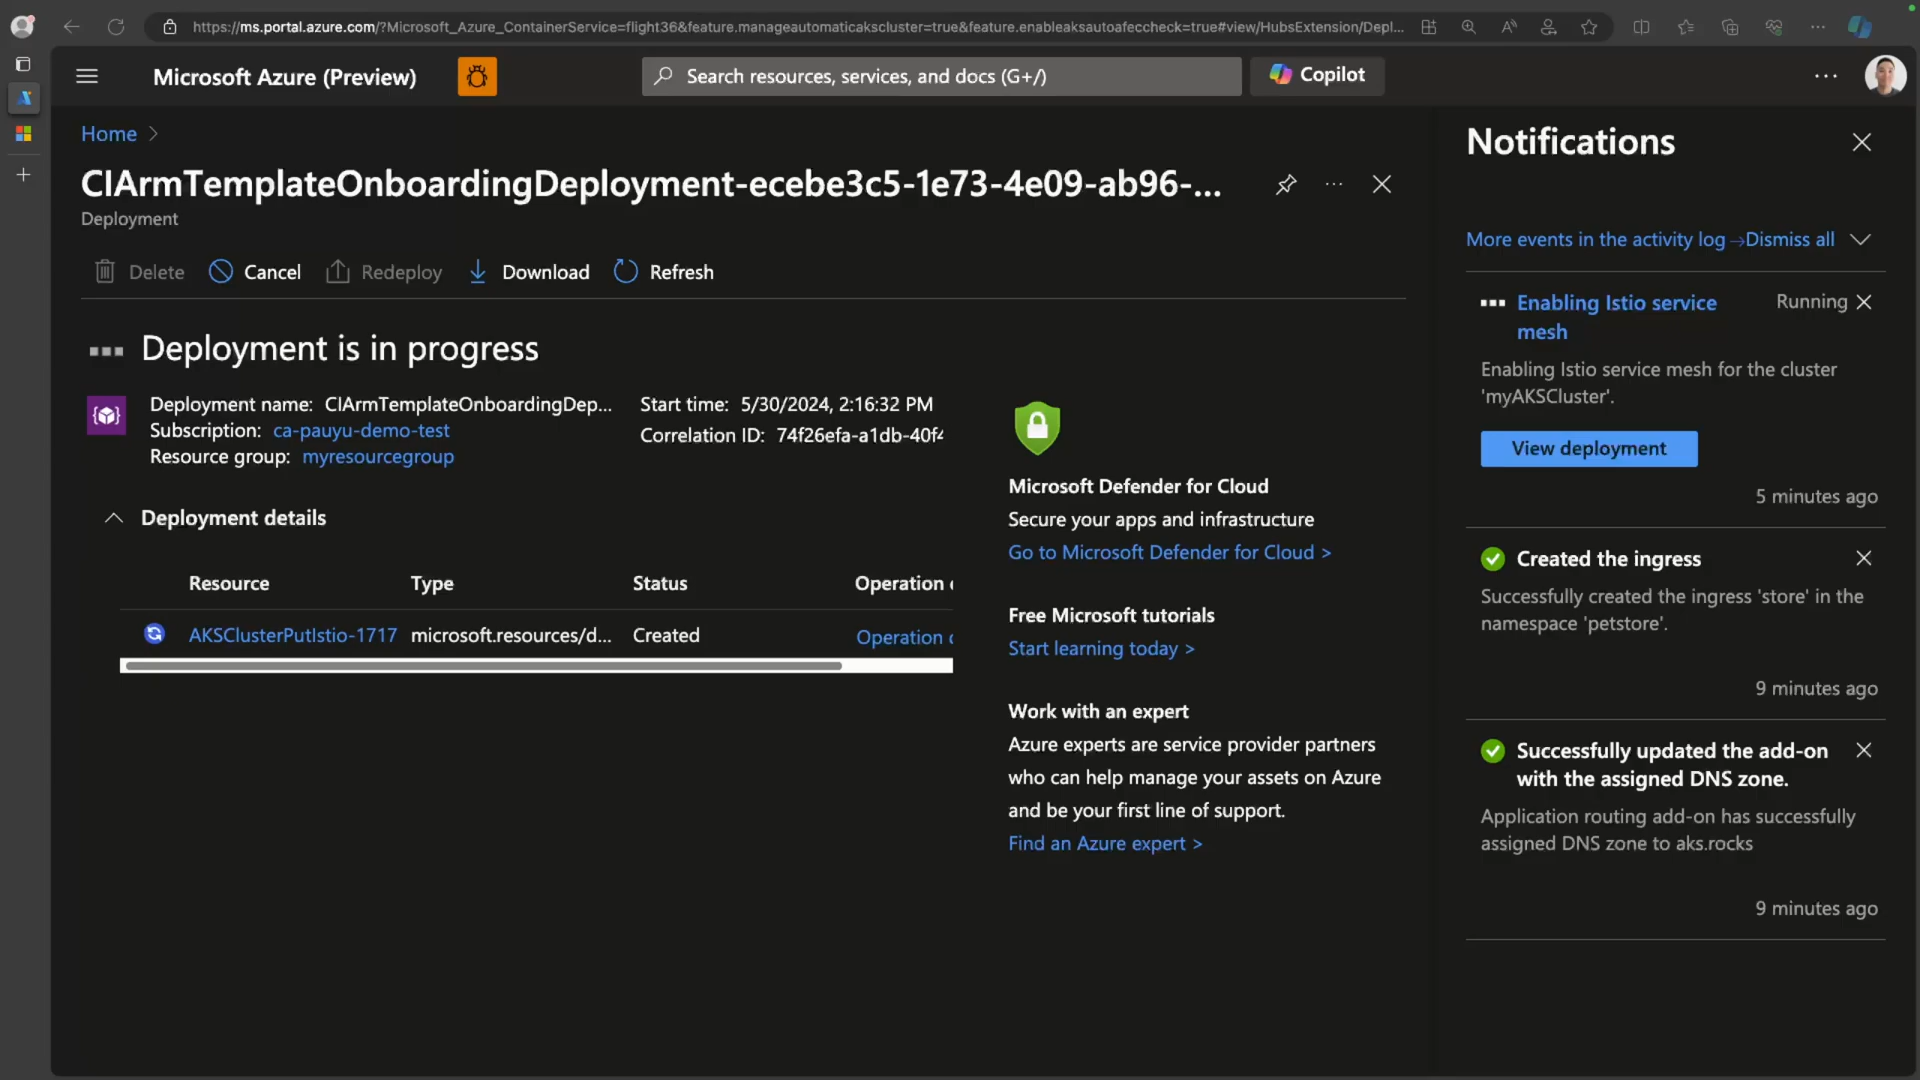 https://ms.portal.azure.com/?Microsoft_Azure_ContainerService=flight36&feature.manageautomaticakscluster=true&feature.enableaksautoafeccheck=true#view/HubsExtension/Depl...
Microsoft Azure (Preview)
Search resources, services, and docs (G+/)
Copilot
Home
CIArmTemplateOnboardingDeployment-ecebe3c5-1e73-4e09-ab96-...
Deployment
Delete
Cancel
Redeploy
Download
Refresh
Deployment is in progress
Deployment name: CIArmTemplateOnboardingDep...
Subscription: ca-pauyu-demo-test
Resource group: myresourcegroup
Start time: 5/30/2024, 2:16:32 PM
Correlation ID: 74f26efa-a1db-40f4
Deployment details
Resource Type Status Operation
AKSClusterPutIstio-1717 microsoft.resources/d... Created Operation
Microsoft Defender for Cloud
Secure your apps and infrastructure
Go to Microsoft Defender for Cloud >
Free Microsoft tutorials
Start learning today >
Work with an expert
Azure experts are service provider partners
who can help manage your assets on Azure
and be your first line of support.
Find an Azure expert >
Notifications
More events in the activity log → Dismiss all
Enabling Istio service
mesh
Running
Enabling Istio service mesh for the cluster
'myAKSCluster'.
View deployment
5 minutes ago
Created the ingress
Successfully created the ingress 'store' in the
namespace 'petstore'.
9 minutes ago
Successfully updated the add-on
with the assigned DNS zone.
Application routing add-on has successfully
assigned DNS zone to aks.rocks
9 minutes ago